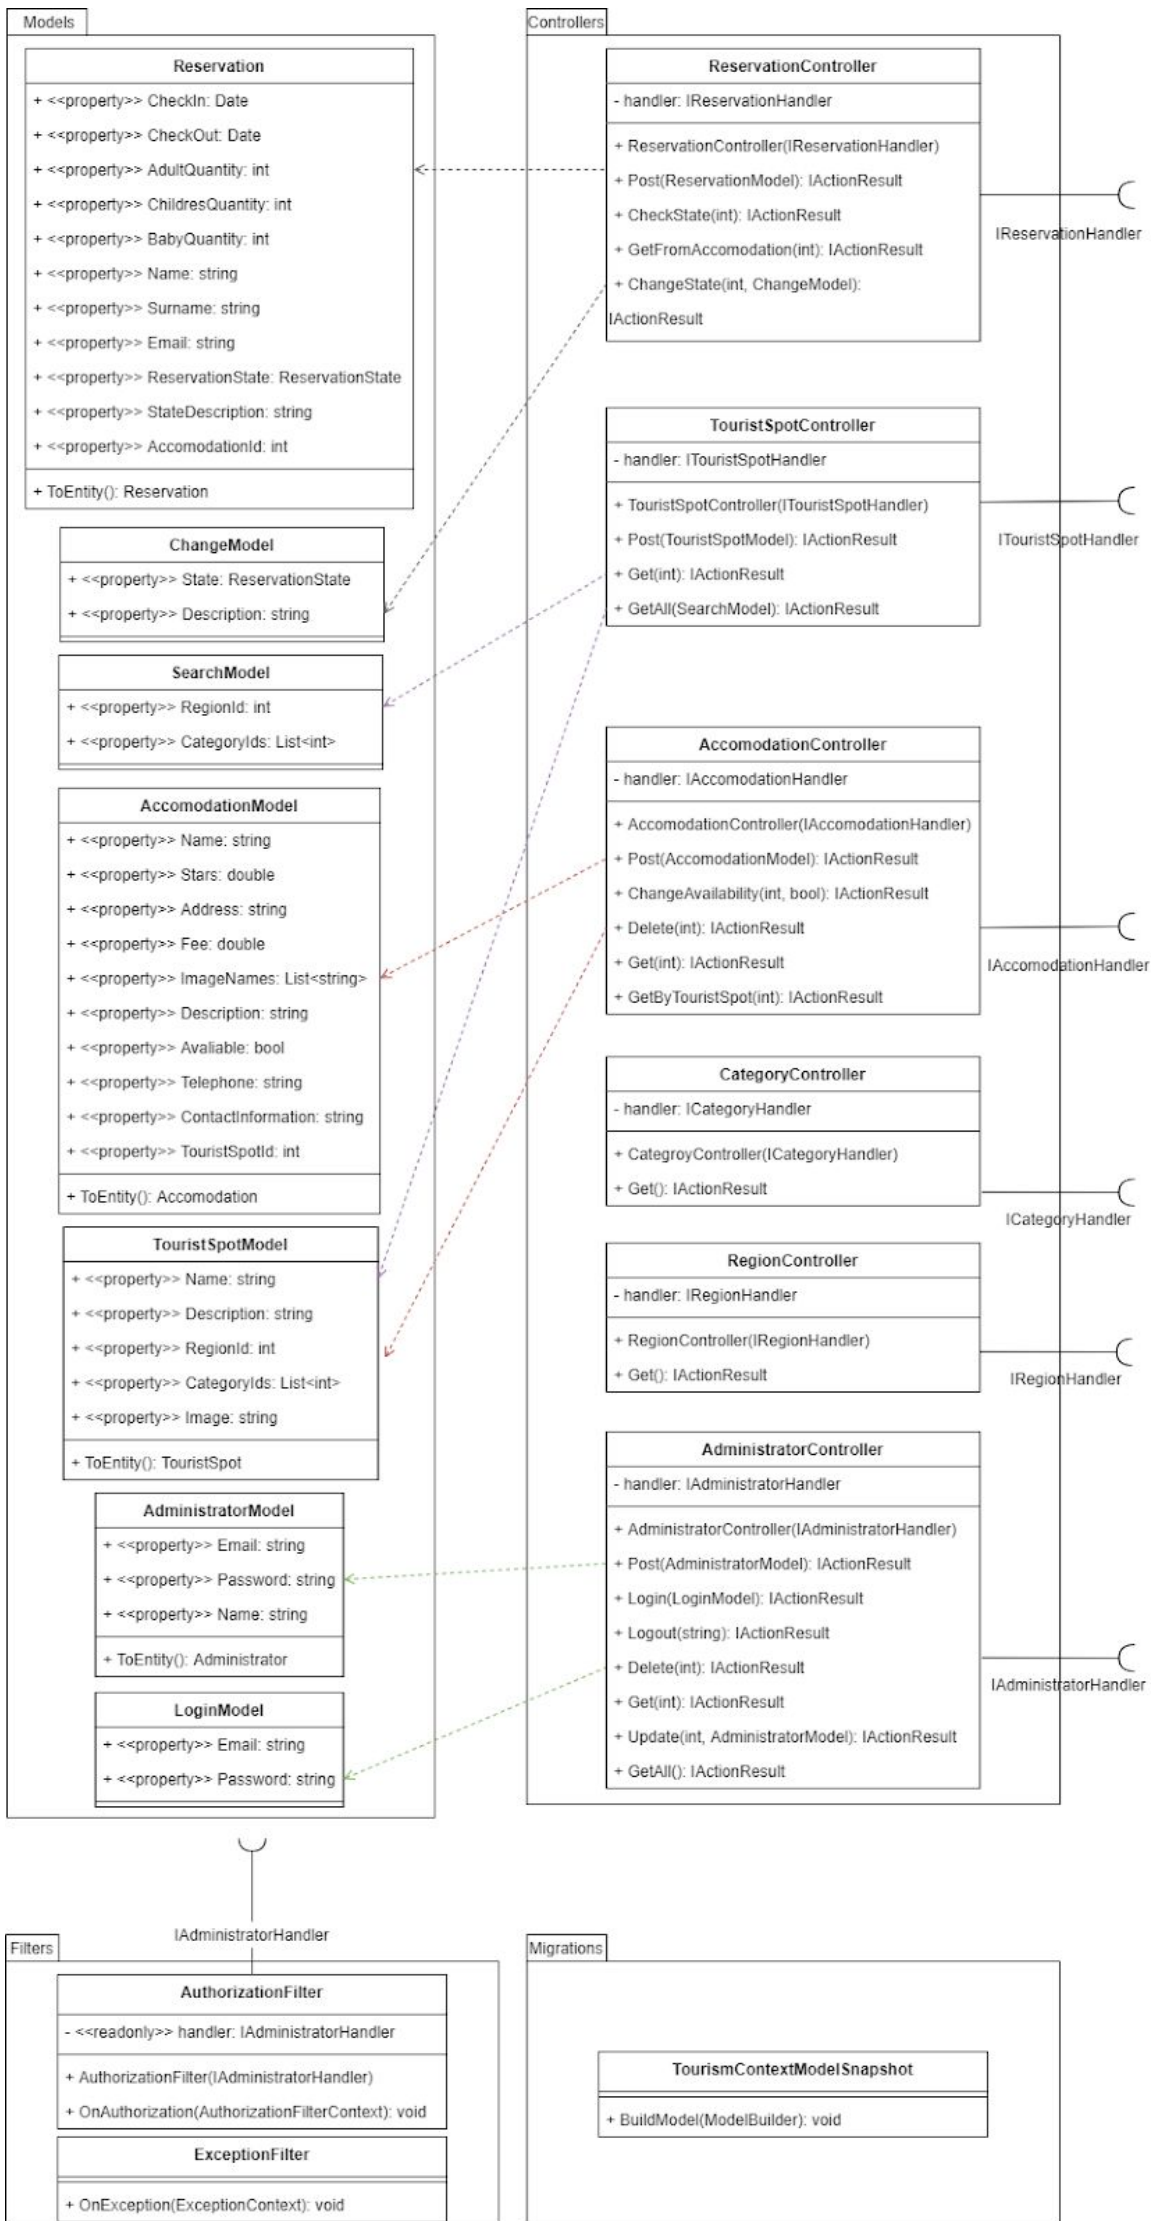 Models
Reservation
+ <<property>> CheckIn: Date
+ <<property>> CheckOut: Date
+ <<property>> AdultQuantity: int
+ <<property>> ChildresQuantity: int
+ <<property>> BabyQuantity: int
+ <<property>> Name: string
+ <<property>> Surname: string
+ <<property>> Email: string
+ <<property>> ReservationState: ReservationState
+ <<property>> StateDescription: string
+ <<property>> AccomodationId: int
+ ToEntity(): Reservation
ChangeModel
+ <<property>> State: ReservationState
+ <<property>> Description: string
SearchModel
+ <<property>> RegionId: int
+ <<property>> CategoryIds: List<int>
AccomodationModel
+ <<property>> Name: string
+ <<property>> Stars: double
+ <<property>> Address: string
+ <<property>> Fee: double
+ <<property>> ImageNames: List<string>
+ <<property>> Description: string
+ <<property>> Avaliable: bool
+ <<property>> Telephone: string
+ <<property>> ContactInformation: string
+ <<property>> TouristSpotId: int
+ ToEntity(): Accomodation
TouristSpotModel
+ <<property>> Name: string
+ <<property>> Description: string
+ <<property>> RegionId: int
+ <<property>> CategoryIds: List<int>
+ <<property>> Image: string
+ ToEntity(): TouristSpot
AdministratorModel
+ <<property>> Email: string
+ <<property>> Password: string
+ <<property>> Name: string
+ ToEntity(): Administrator
LoginModel
+ <<property>> Email: string
+ <<property>> Password: string
Controllers
ReservationController
- handler: IReservationHandler
+ ReservationController(IReservationHandler)
+ Post(ReservationModel): IActionResult
+ CheckState(int): IActionResult
+ GetFromAccomodation(int): IActionResult
+ ChangeState(int, ChangeModel):
IActionResult
IReservationHandler
TouristSpotController
- handler: ITouristSpotHandler
+ TouristSpotController(ITouristSpotHandler)
+ Post(TouristSpotModel): IActionResult
+ Get(int): IActionResult
+ GetAll(SearchModel): IActionResult
ITouristSpotHandler
AccomodationController
- handler: IAccomodationHandler
+ AccomodationController(IAccomodationHandler)
+ Post(AccomodationModel): IActionResult
+ ChangeAvailability(int, bool): IActionResult
+ Delete(int): IActionResult
+ Get(int): IActionResult
+ GetByTouristSpot(int): IActionResult
IAccomodationHandler
CategoryController
- handler: ICategoryHandler
+ CategroyController(ICategoryHandler)
+ Get(): IActionResult
ICategoryHandler
RegionController
- handler: IRegionHandler
+ RegionController(IRegionHandler)
+ Get(): IActionResult
IRegionHandler
AdministratorController
- handler: IAdministratorHandler
+ AdministratorController(IAdministratorHandler)
+ Post(AdministratorModel): IActionResult
+ Login(LoginModel): IActionResult
+ Logout(string): IActionResult
+ Delete(int): IActionResult
+ Get(int): IActionResult
+ Update(int, AdministratorModel): IActionResult
+ GetAll(): IActionResult
IAdministratorHandler
IAdministratorHandler
Filters
AuthorizationFilter
- <<readonly>> handler: IAdministratorHandler
+ AuthorizationFilter(IAdministratorHandler)
+ OnAuthorization(AuthorizationFilterContext): void
ExceptionFilter
+ OnException(ExceptionContext): void
Migrations
TourismContextModelSnapshot
+ BuildModel(ModelBuilder): void